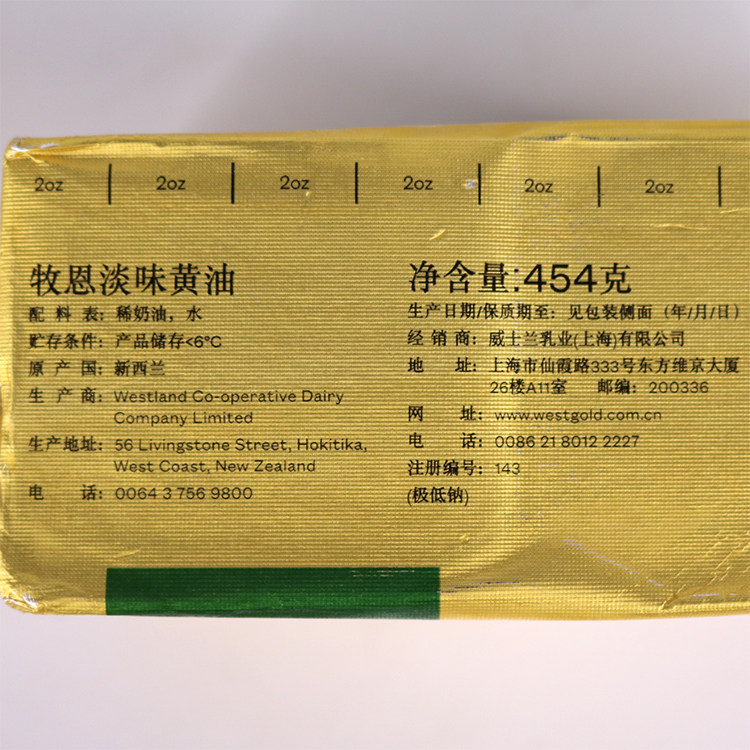 2oz 2oz 2oz 2oz 2oz 2oz
牧恩淡味黄油
配料表：稀奶油，水
贮存条件：产品储存<6°C
原产国：新西兰
生产商：Westland Co-operative Dairy
Company Limited
生产地址：56 Livingstone Street, Hokitika,
West Coast, New Zealand
电话：0064 3 756 9800
净含量:454克
生产日期/保质期至：见包装侧面（年/月/日）
经销商：威士兰乳业(上海)有限公司
地址：上海市仙霞路333号东方维京大厦
26楼A11室 邮编：200336
网址：www.westgold.com.cn
电话：0086 21 8012 2227
注册编号：143
(极低钠)